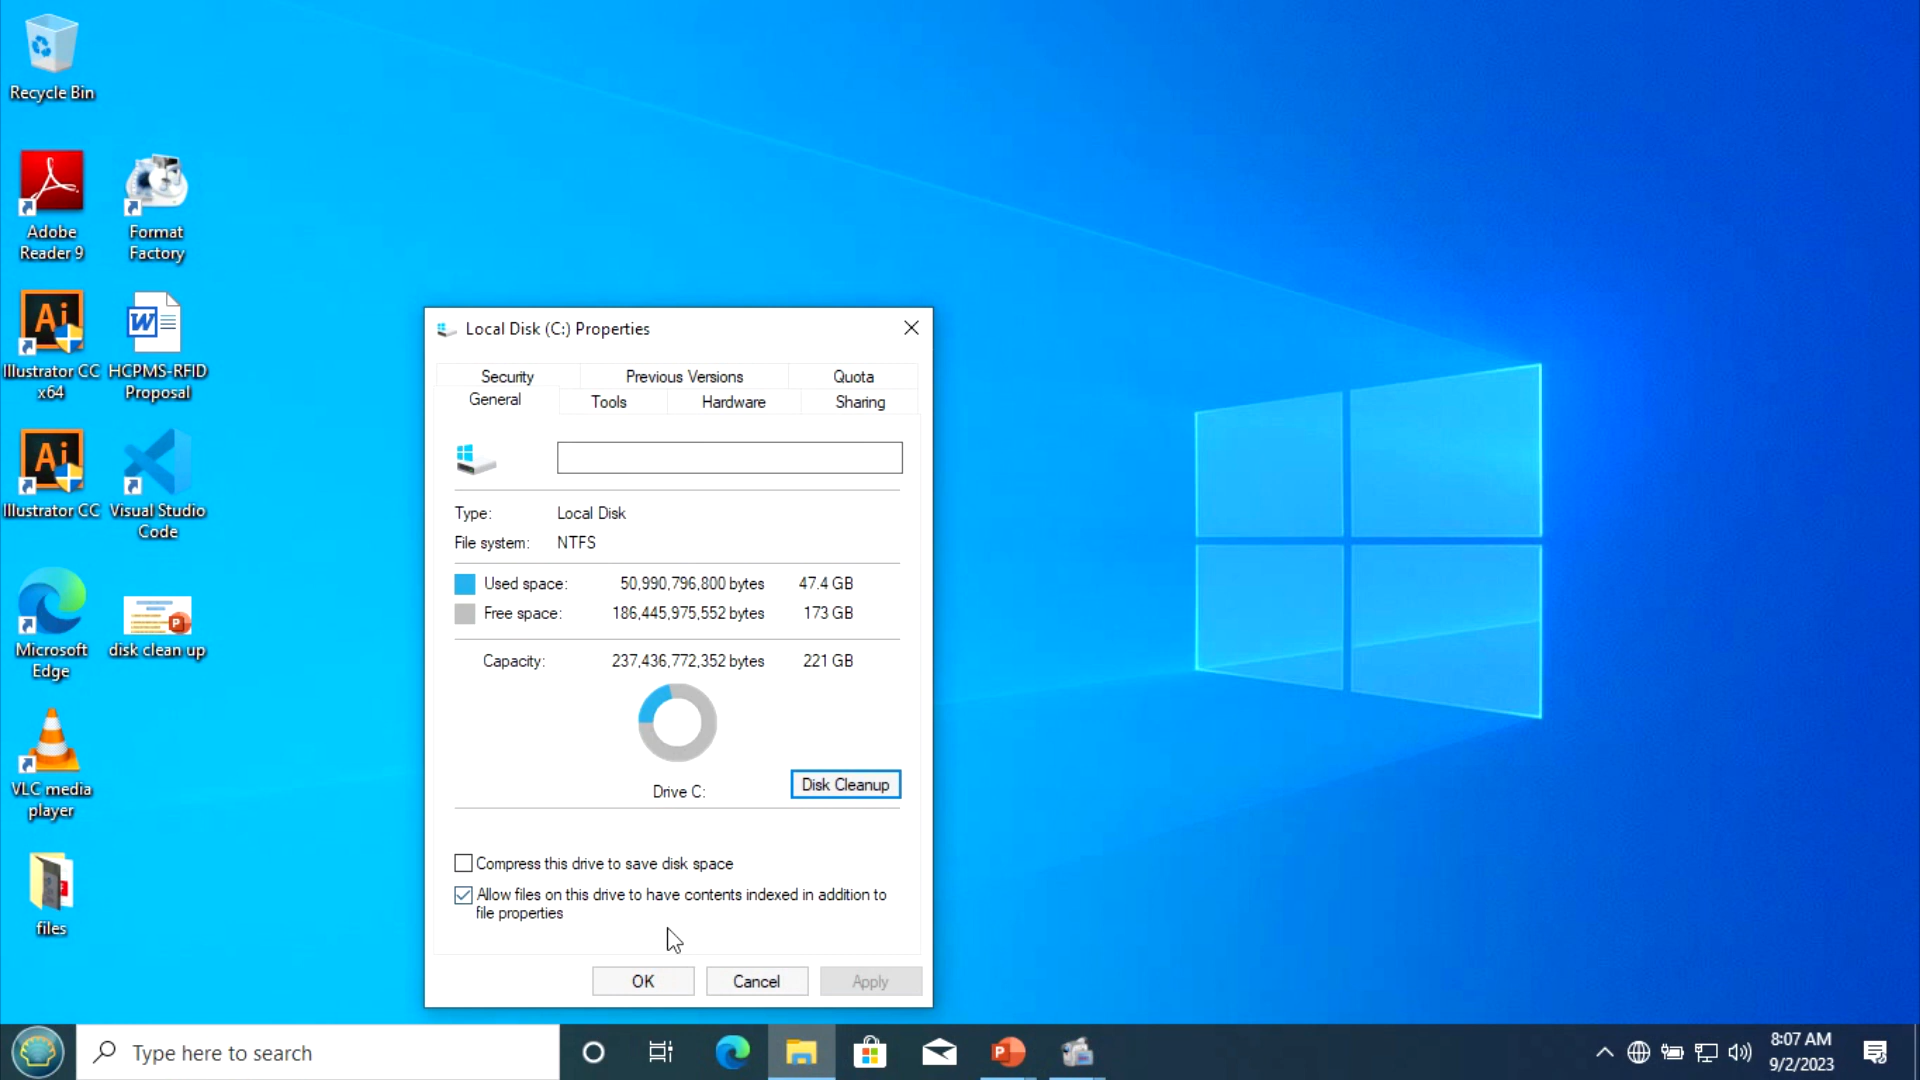 Recycle Bin
Adobe
Reader 9
Format
Factory
Illustrator CC
x64
HCPMS-RFID
Proposal
Illustrator CC
Visual Studio
Code
Microsoft
Edge
disk clean up
VLC media
player
files
Local Disk (C:) Properties
Security
Previous Versions
Quota
General
Tools
Hardware
Sharing
Type:
Local Disk
File system:
NTFS
Used space:
50,990,796,800 bytes
47.4 GB
Free space:
186,445,975,552 bytes
173 GB
Capacity:
237,436,772,352 bytes
221 GB
Drive C:
Disk Cleanup
Compress this drive to save disk space
Allow files on this drive to have contents indexed in addition to
file properties
OK
Cancel
Apply
Type here to search
8:07 AM
9/2/2023